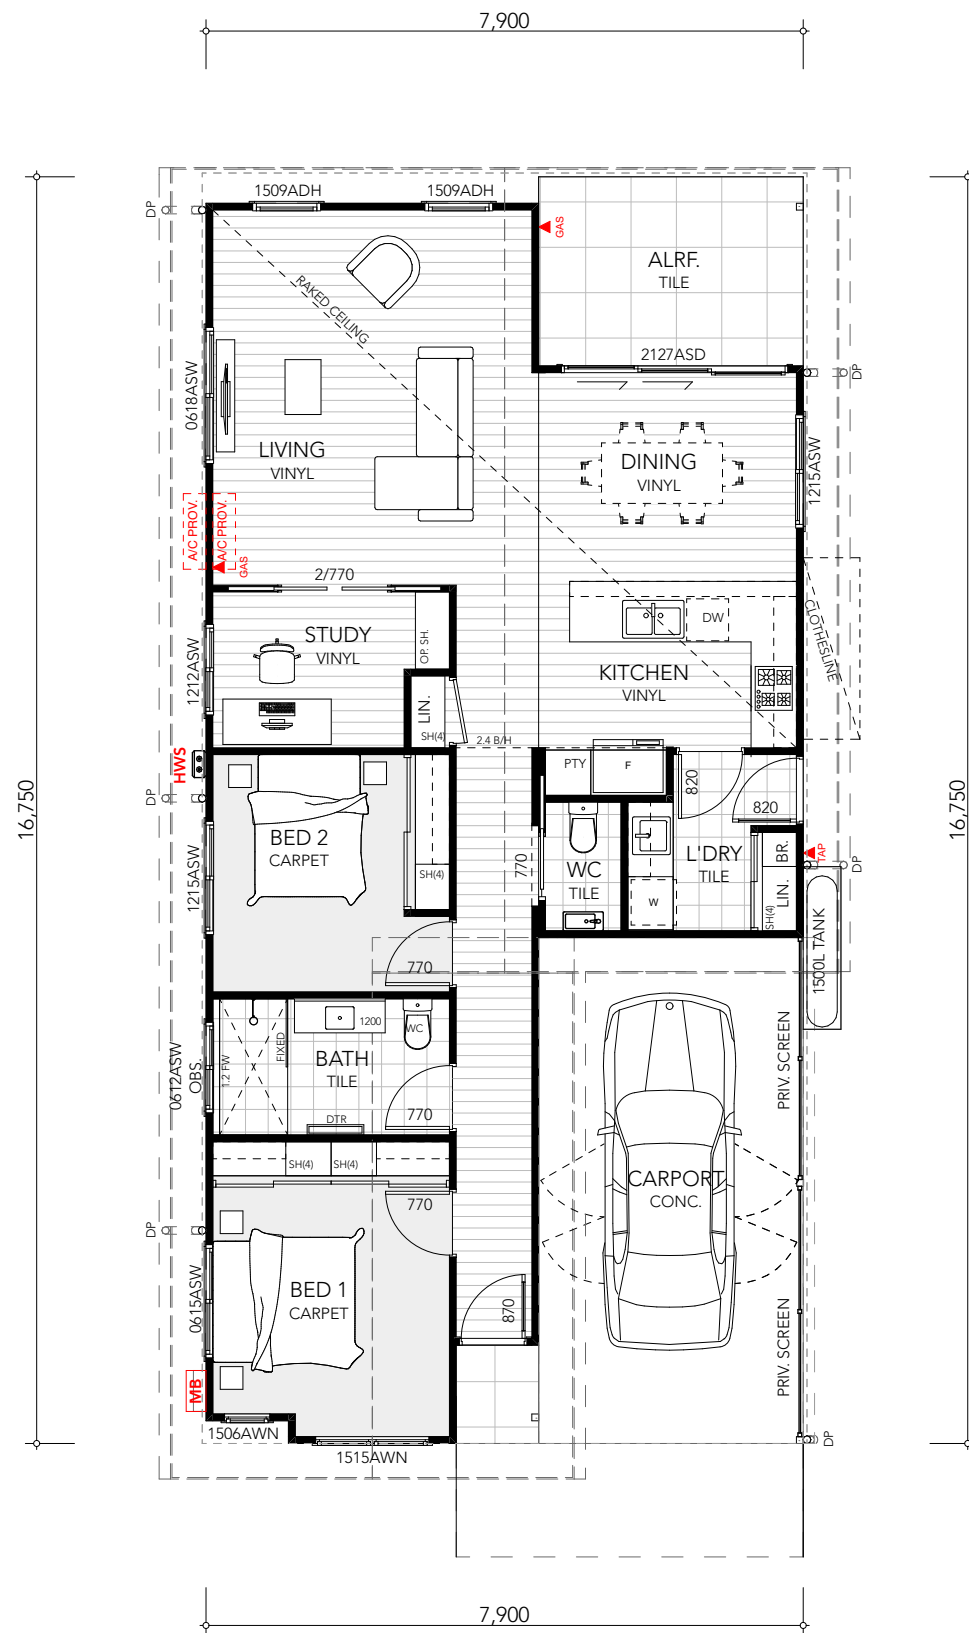 7,900
1509ADH
1509ADH
DP
GAS
ALRF.
TILE
RAKED CEILING
2127ASD
DP
0618ASW
LIVING
VINYL
DINING
VINYL
1215ASW
A/C PROV.
A/C PROV.
GAS
2/770
STUDY
VINYL
OP. SH.
DW
CLOTHESLINE
1212ASW
KITCHEN
VINYL
LIN.
SH(4)
2.4 B/H
HWS
PTY
F
820
820
DP
16,750
16,750
BED 2
CARPET
1215ASW
SH(4)
770
WC
TILE
L'DRY
TILE
W
BR.
LIN.
SH(4)
TAP
DP
1500L TANK
770
1200
WC
FIXED
1.2 FW
BATH
TILE
0612ASW
OBS.
DTR
770
PRIV. SCREEN
SH(4)
SH(4)
770
CARPORT
CONC.
DP
0615ASW
BED 1
CARPET
870
PRIV. SCREEN
MB
1506AWN
1515AWN
DP
7,900